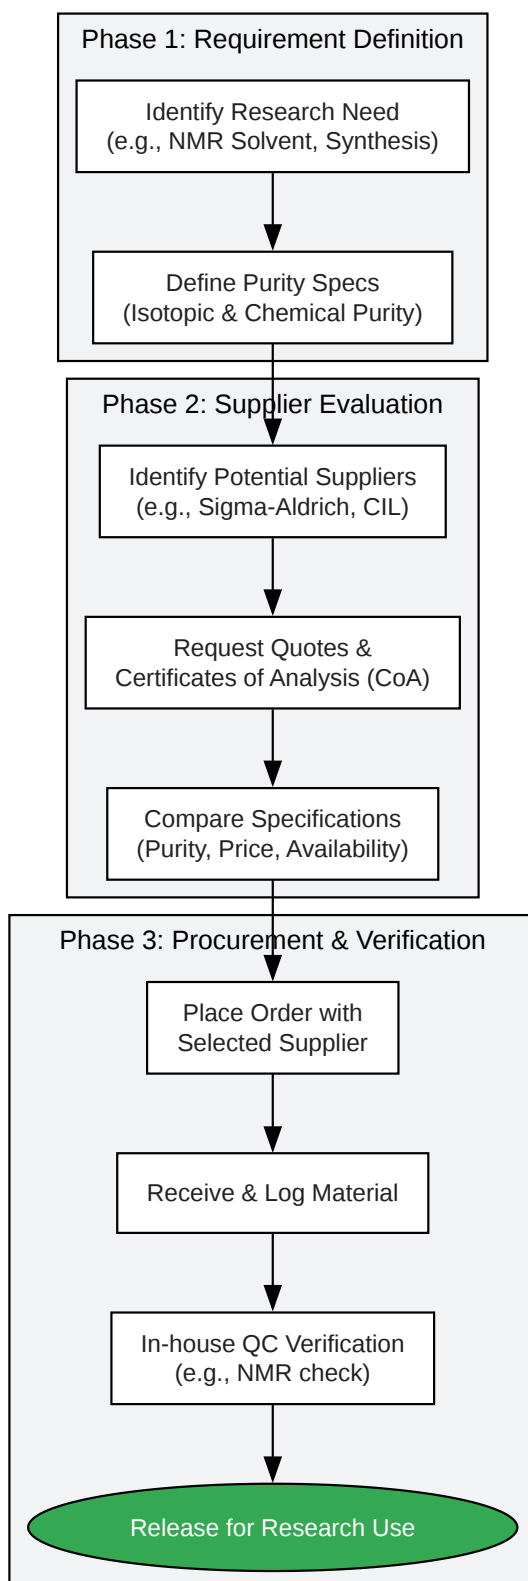 Phase 1: Requirement Definition
Identify Research Need
(e.g., NMR Solvent, Synthesis)
Define Purity Specs
(Isotopic & Chemical Purity)
Phase 2: Supplier Evaluation
Identify Potential Suppliers
(e.g., Sigma-Aldrich, CIL)
Request Quotes &
Certificates of Analysis (CoA)
Compare Specifications
(Purity, Price, Availability)
Phase 3: Procurement & Verification
Place Order with
Selected Supplier
Receive & Log Material
In-house QC Verification
(e.g., NMR check)
Release for Research Use